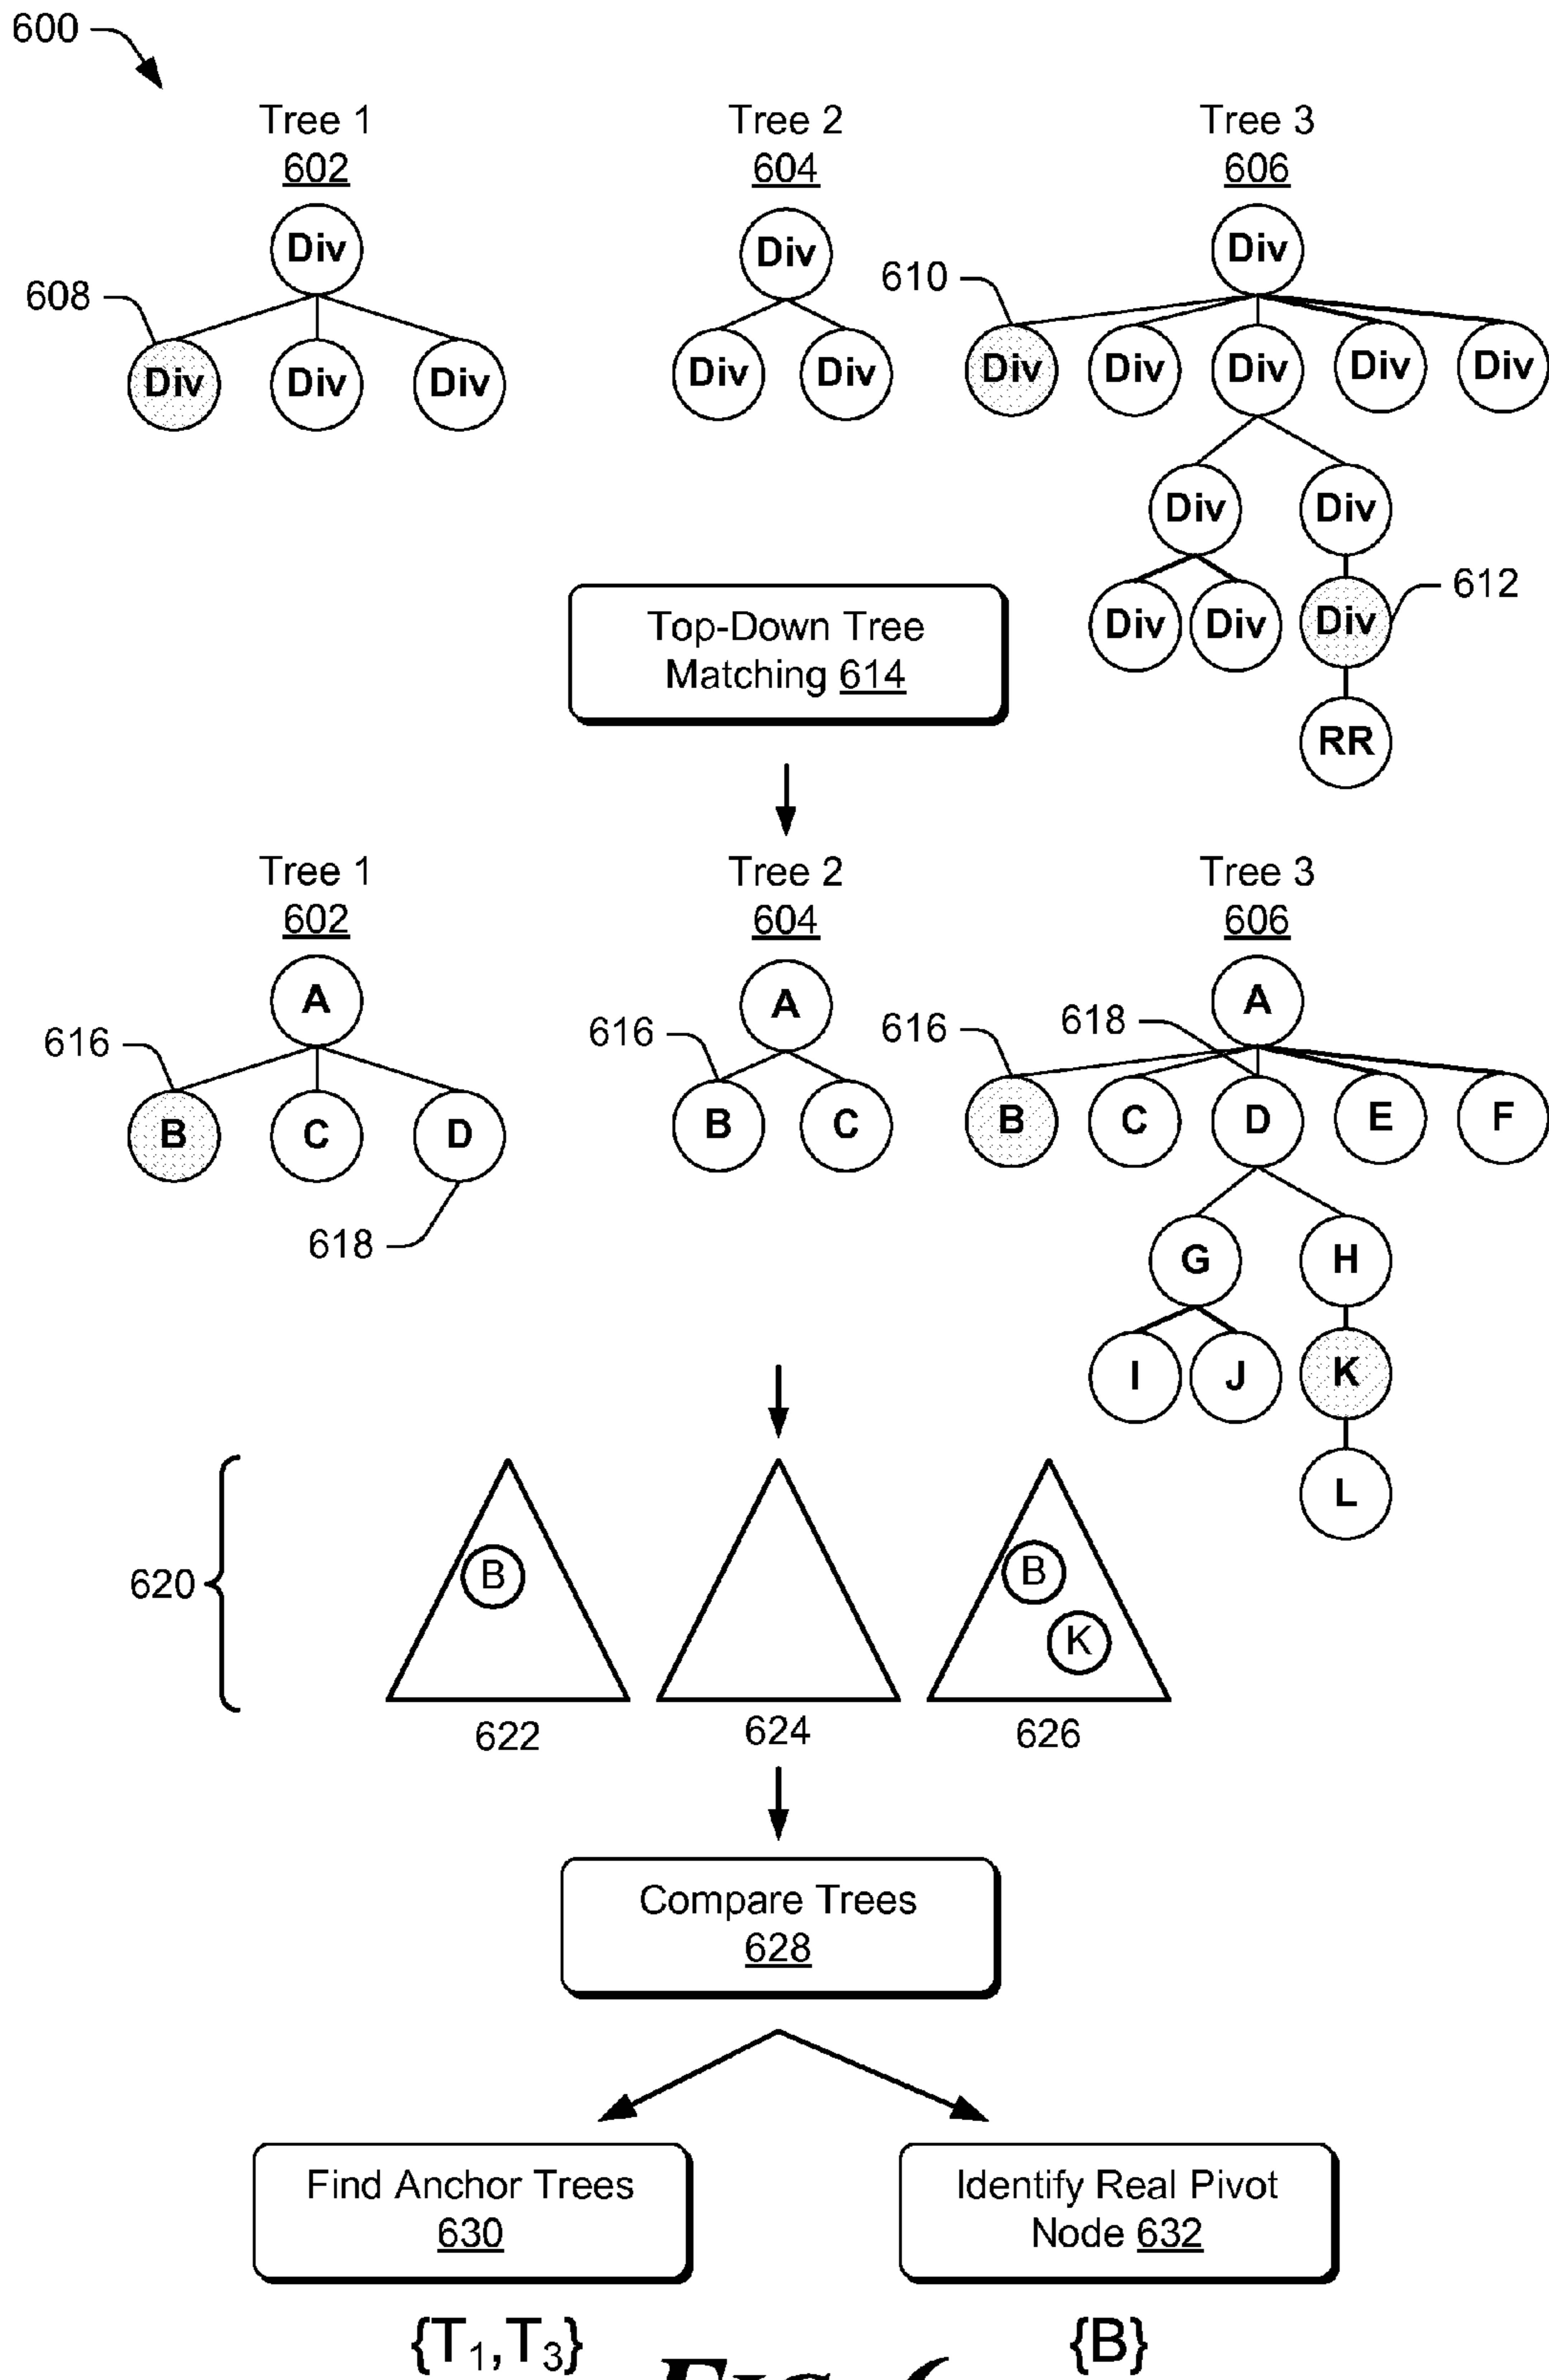 600
Tree 1
602
Tree 2
604
Tree 3
606
Div
Div
Div
608
610
Div
Div
Div
Div
Div
Div
Div
Div
Div
Div
Div
Div
Top-Down Tree
Matching 614
Div
Div
Div
612
RR
Tree 1
602
Tree 2
604
Tree 3
606
A
A
A
616
616
616
618
B
C
D
B
C
B
C
D
E
F
618
G
H
I
J
K
L
620
B
B
K
622
624
626
Compare Trees
628
Find Anchor Trees
630
Identify Real Pivot
Node 632
{T1,T3}
{B}